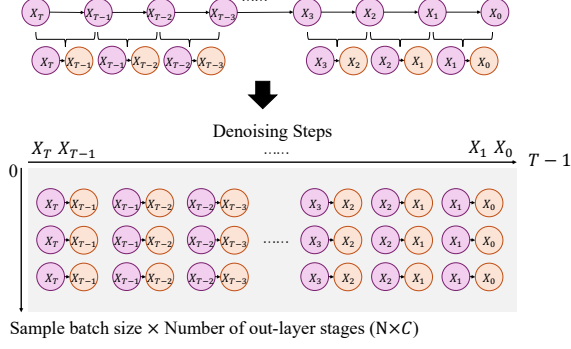 ......
X_T X_{T−1} X_{T−2} X_{T−3} X_3 X_2 X_1 X_0
X_T X_{T−1} X_{T−1} X_{T−2} X_{T−2} X_{T−3} X_3 X_2 X_2 X_1 X_1 X_0
Denoising Steps
X_T X_{T−1} ...... X_1 X_0 T − 1
0
X_T X_{T−1} X_{T−1} X_{T−2} X_{T−2} X_{T−3} X_3 X_2 X_2 X_1 X_1 X_0
X_T X_{T−1} X_{T−1} X_{T−2} X_{T−2} X_{T−3} ...... X_3 X_2 X_2 X_1 X_1 X_0
X_T X_{T−1} X_{T−1} X_{T−2} X_{T−2} X_{T−3} X_3 X_2 X_2 X_1 X_1 X_0
Sample batch size × Number of out-layer stages (N×C)